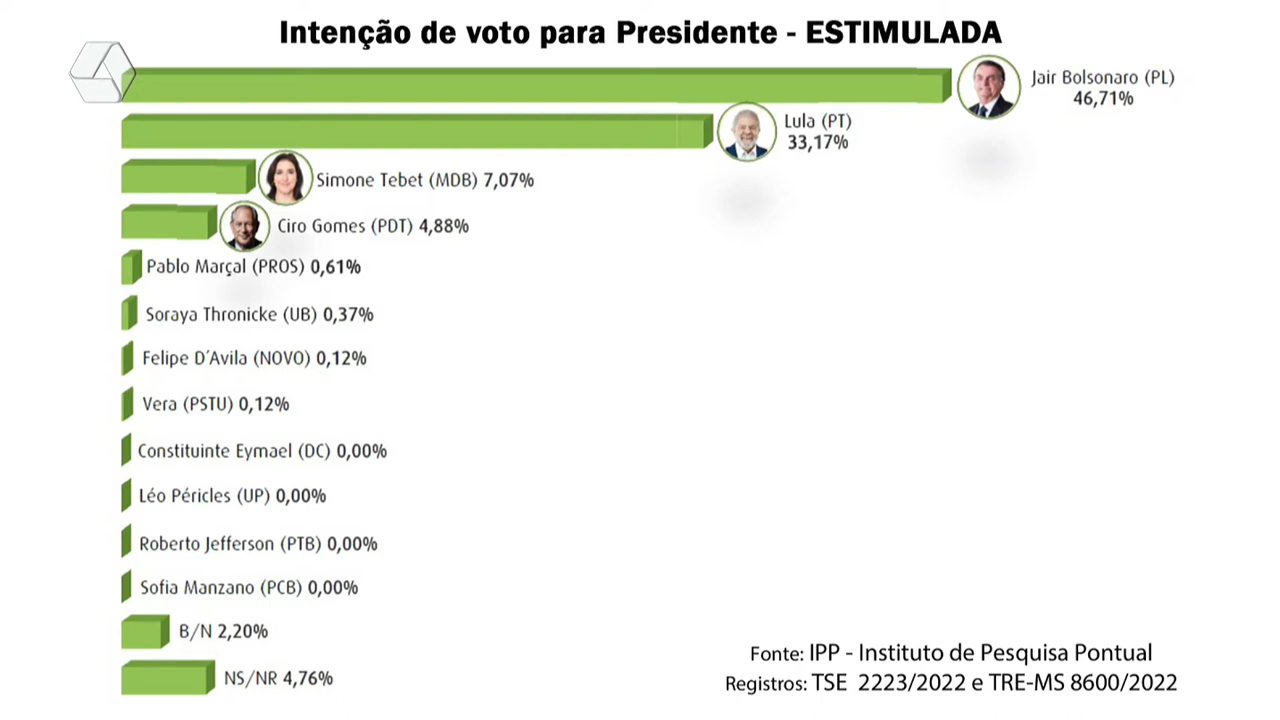 Intenção de voto para Presidente - ESTIMULADA
Jair Bolsonaro (PL)
46,71%
Lula (PT)
33,17%
Simone Tebet (MDB) 7,07%
Ciro Gomes (PDT) 4,88%
Pablo Marçal (PROS) 0,61%
Soraya Thronicke (UB) 0,37%
Felipe D´Avila (NOVO) 0,12%
Vera (PSTU) 0,12%
Constituinte Eymael (DC) 0,00%
Léo Péricles (UP) 0,00%
Roberto Jefferson (PTB) 0,00%
Sofia Manzano (PCB) 0,00%
B/N 2,20%
NS/NR 4,76%
Fonte: IPP - Instituto de Pesquisa Pontual
Registros: TSE 2223/2022 e TRE-MS 8600/2022